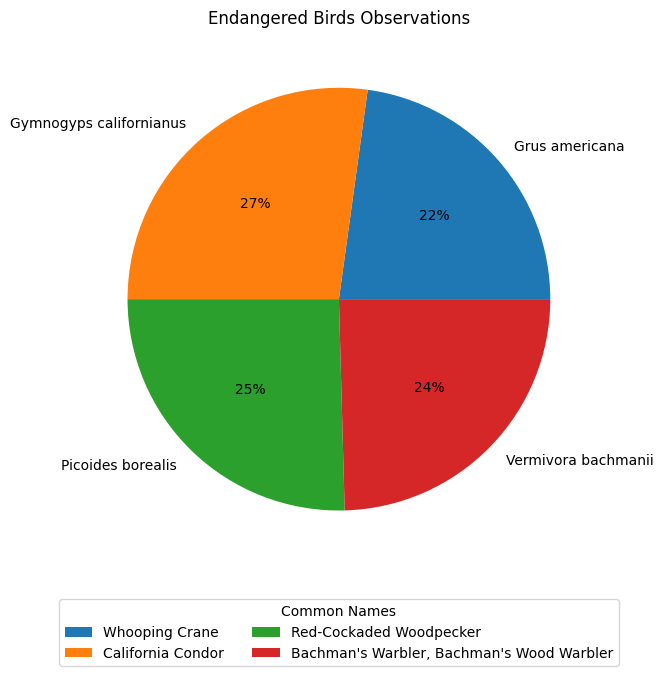 Endangered Birds Observations
Gymnogyps californianus
Grus americana
27%
22%
25%
24%
Picoides borealis
Vermivora bachmanii
Common Names
Whooping Crane
California Condor
Red-Cockaded Woodpecker
Bachman's Warbler, Bachman's Wood Warbler